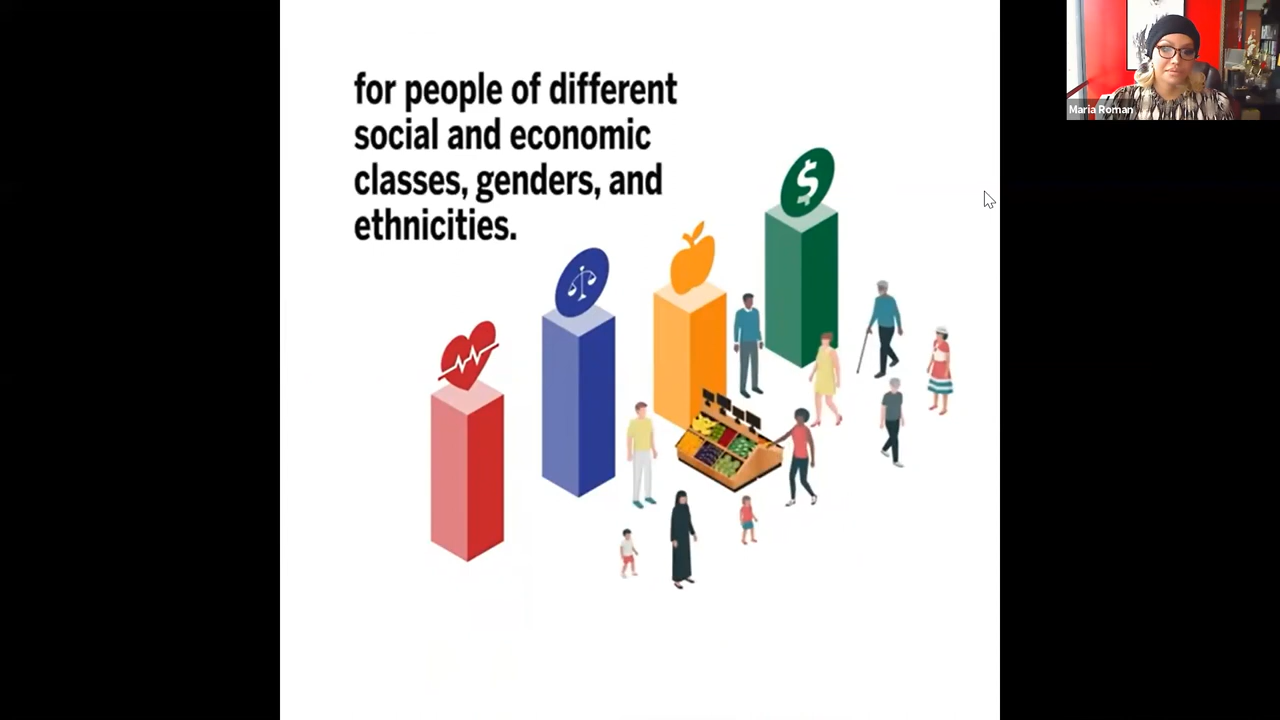 for people of different
social and economic
classes, genders, and
ethnicities.
$
Maria Roman